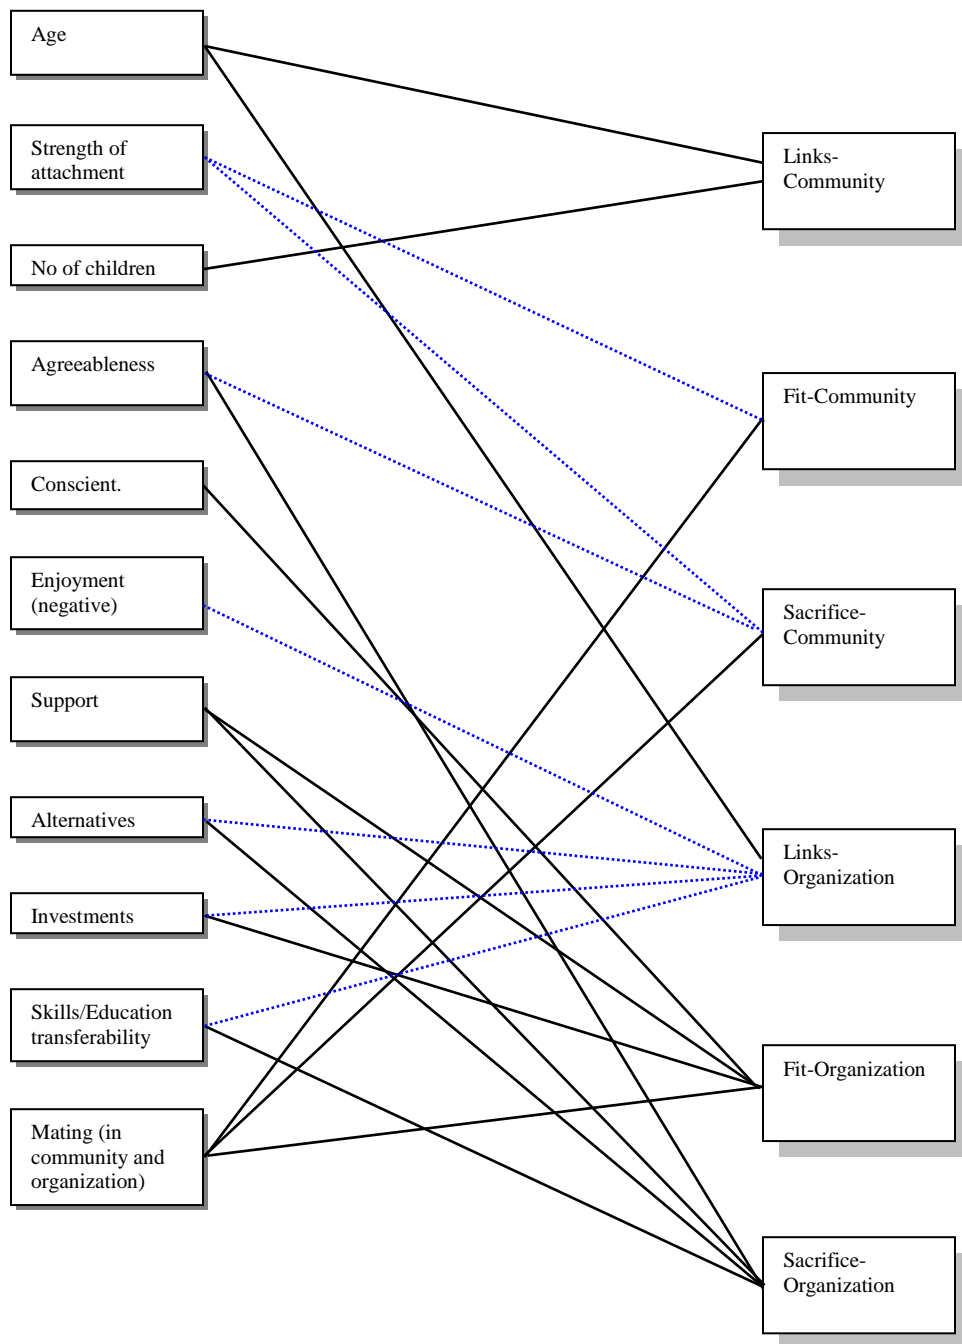 Age
Strength of
attachment
No of children
Agreeableness
Conscient.
Enjoyment
(negative)
Support
Alternatives
Investments
Skills/Education
transferability
Mating (in
community and
organization)
Links-
Community
Fit-Community
Sacrifice-
Community
Links-
Organization
Fit-Organization
Sacrifice-
Organization